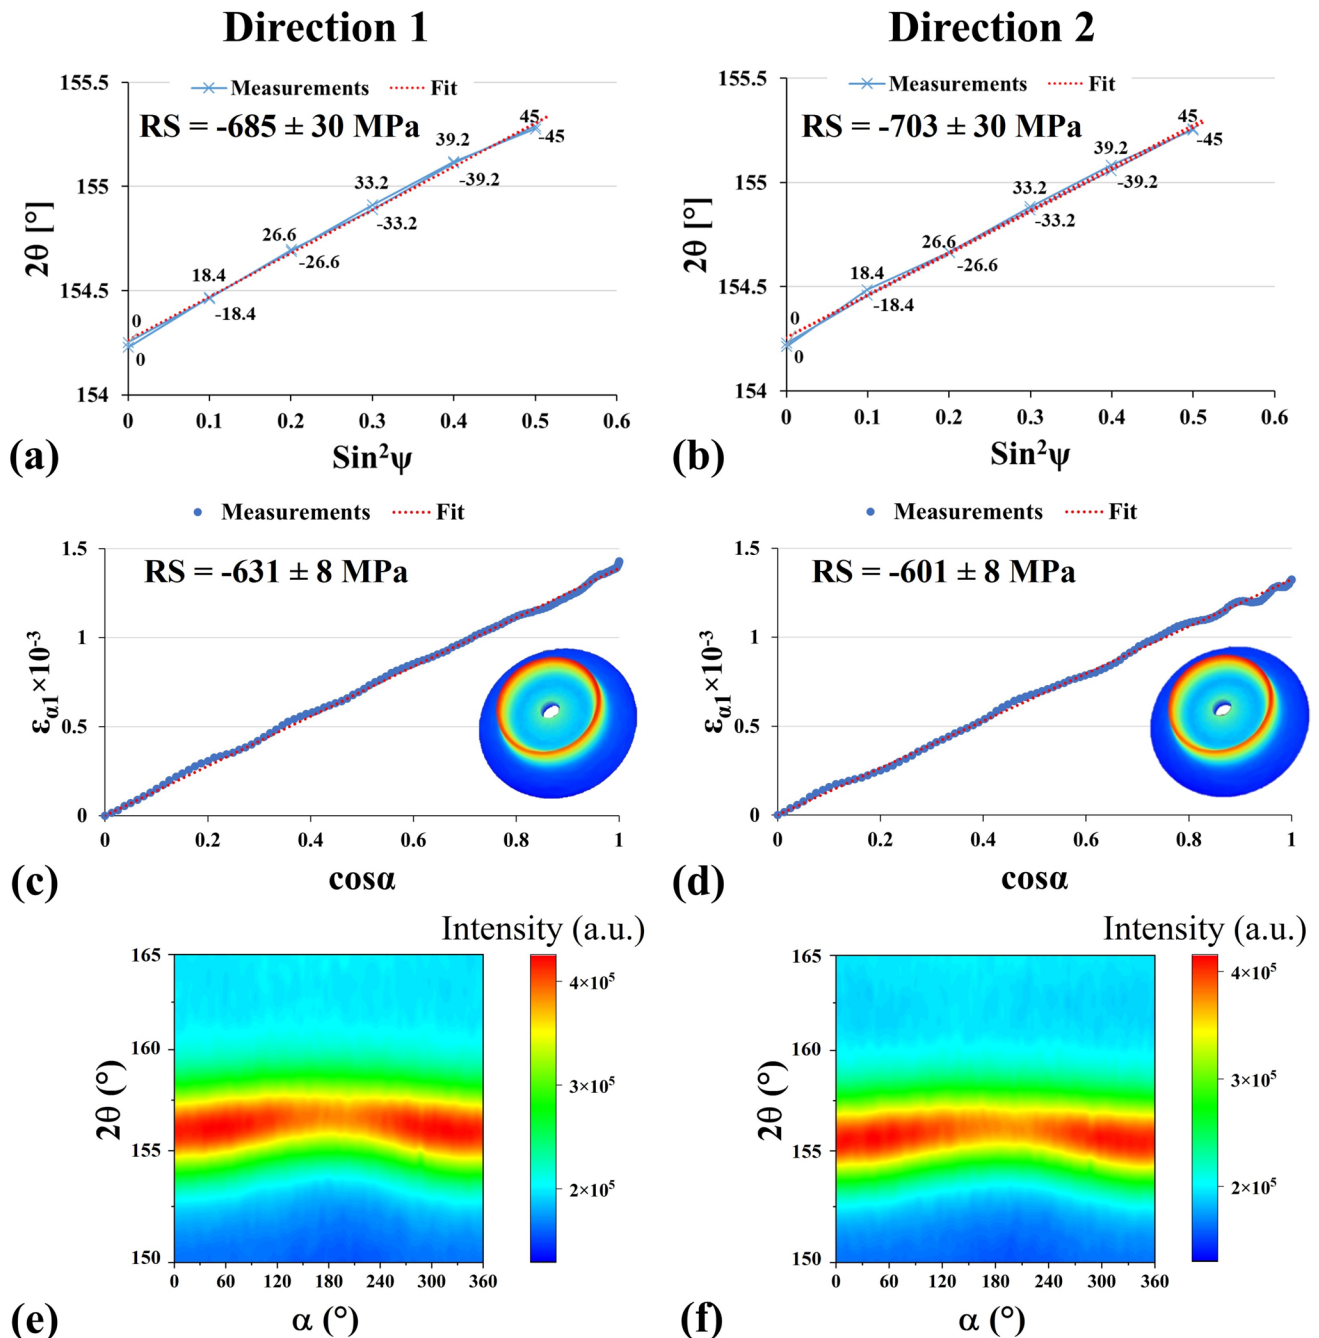 (a)
Direction 1
155.5
155
154.5
154
2θ [°]
Measurements
Fit
RS = -685 ± 30 MPa
0
0
18.4
-18.4
26.6
-26.6
33.2
-33.2
39.2
-39.2
45
-45
0 0.1 0.2 0.3 0.4 0.5 0.6
Sin²ψ
(b)
Direction 2
155.5
155
154.5
154
2θ [°]
Measurements
Fit
RS = -703 ± 30 MPa
0
0
18.4
-18.4
26.6
-26.6
33.2
-33.2
39.2
-39.2
45
-45
0 0.1 0.2 0.3 0.4 0.5 0.6
Sin²ψ
(c)
Measurements
Fit
1.5
1
0.5
0
εα1×10⁻³
RS = -631 ± 8 MPa
0 0.2 0.4 0.6 0.8 1
cosα
(d)
Measurements
Fit
1.5
1
0.5
0
εα1×10⁻³
RS = -601 ± 8 MPa
0 0.2 0.4 0.6 0.8 1
cosα
(e)
Intensity (a.u.)
165
160
155
150
2θ (°)
4×10⁵
3×10⁵
2×10⁵
0 60 120 180 240 300 360
α (°)
(f)
Intensity (a.u.)
165
160
155
150
2θ (°)
4×10⁵
3×10⁵
2×10⁵
0 60 120 180 240 300 360
α (°)